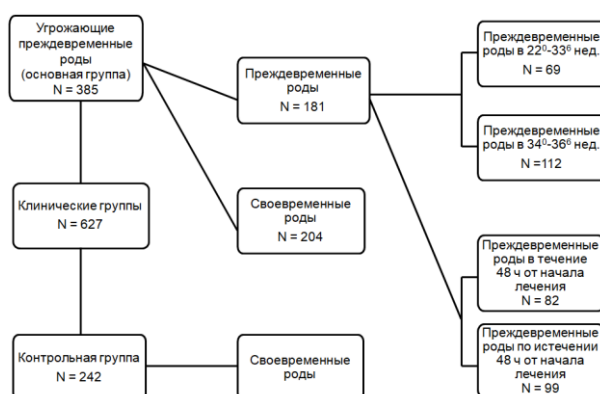 Угрожающие
преждевременные
роды
(основная группа)
N = 385
Клинические группы
N = 627
Контрольная группа
N = 242
Преждевременные
роды
N = 181
Своевременные
роды
N = 204
Своевременные
роды
Преждевременные
роды в 22⁰-33⁶ нед.
N = 69
Преждевременные
роды в 34⁰-36⁶ нед.
N =112
Преждевременные
роды в течение
48 ч от начала
лечения
N = 82
Преждевременные
роды по истечении
48 ч от начала
лечения
N = 99